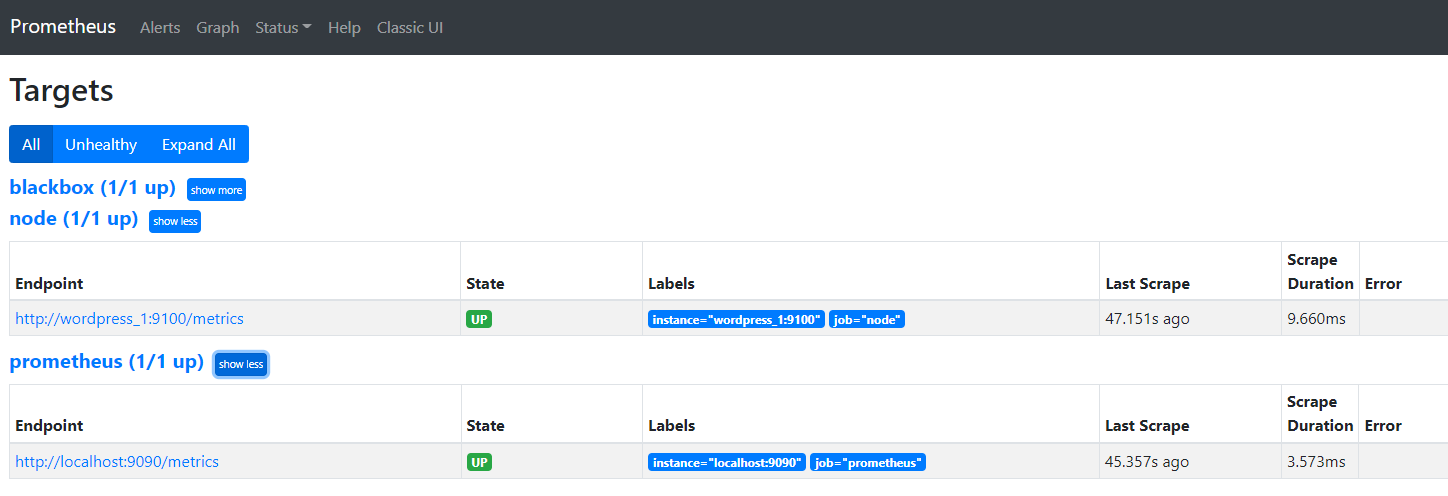 Prometheus Alerts Graph Status Help Classic UI
Targets
All Unhealthy Expand All
blackbox (1/1 up) show more
node (1/1 up) show less
Endpoint State Labels Last Scrape Scrape Duration Error
http://wordpress_1:9100/metrics UP instance="wordpress_1:9100" job="node" 47.151s ago 9.660ms
prometheus (1/1 up) show less
Endpoint State Labels Last Scrape Scrape Duration Error
http://localhost:9090/metrics UP instance="localhost:9090" job="prometheus" 45.357s ago 3.573ms